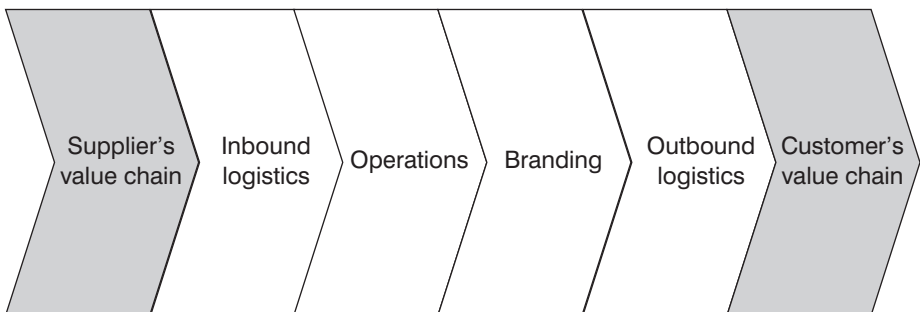 Supplier's
value chain
Inbound
logistics
Operations
Branding
Outbound
logistics
Customer's
value chain